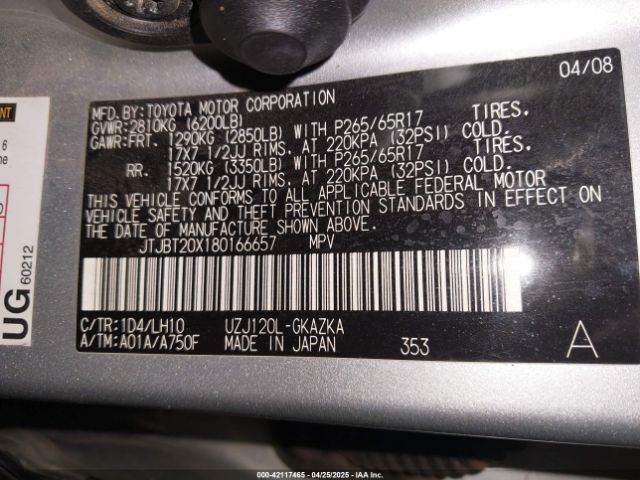 04/08
MFD. BY: TOYOTA MOTOR CORPORATION
GVWR: 2810KG (6200LB)
GAWR: FRT. 1290KG (2850LB) WITH P265/65R17 TIRES.
17X7 1/2JJ RIMS. AT 220KPA (32PSI) COLD.
RR. 1520KG (3350LB) WITH P265/65R17 TIRES.
17X7 1/2JJ RIMS. AT 220KPA (32PSI) COLD.
THIS VEHICLE CONFORMS TO ALL APPLICABLE FEDERAL MOTOR
VEHICLE SAFETY AND THEFT PREVENTION STANDARDS IN EFFECT ON
THE DATE OF MANUFACTURE SHOWN ABOVE.
JTJBT20X180166657 MPV
C/TR: 1D4/LH10 UZJ120L-GKAZKA
A/TM: A01A/A750F MADE IN JAPAN 353 A
UG 60212
000-42117465 - 04/25/2025 - IAA Inc.